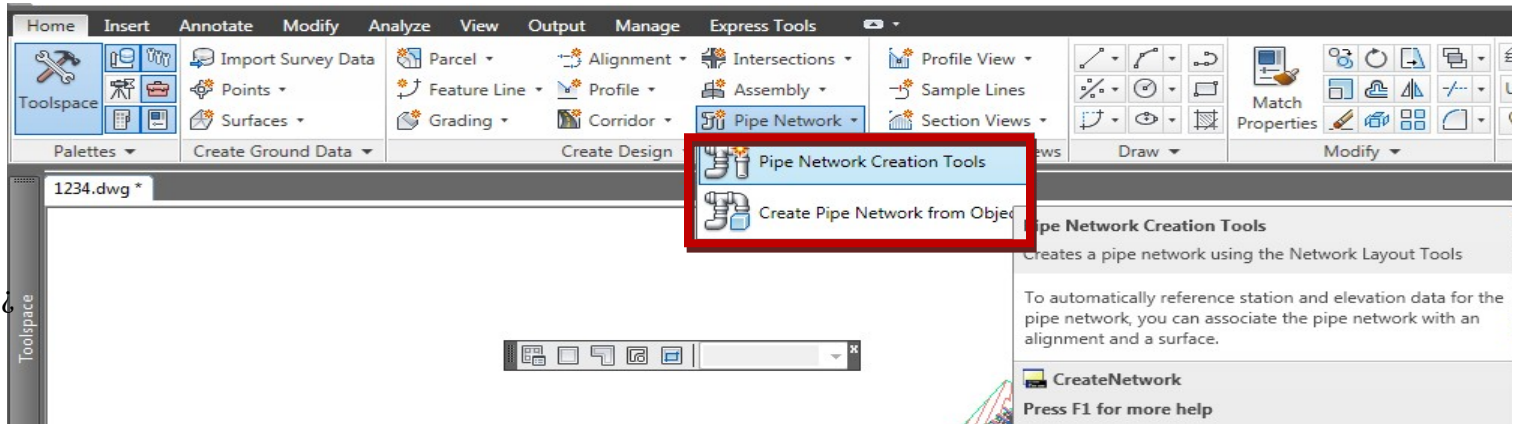 Home Insert Annotate Modify Analyze View Output Manage Express Tools
Toolspace
Import Survey Data
Points
Surfaces
Parcel
Feature Line
Grading
Alignment
Profile
Corridor
Intersections
Assembly
Pipe Network
Profile View
Sample Lines
Section Views
Match
Properties
Palettes
Create Ground Data
Create Design
ews
Draw
Modify
1234.dwg *
Pipe Network Creation Tools
Create Pipe Network from Objec
Pipe Network Creation Tools
Creates a pipe network using the Network Layout Tools
To automatically reference station and elevation data for the
pipe network, you can associate the pipe network with an
alignment and a surface.
CreateNetwork
Press F1 for more help
¿
Toolspace